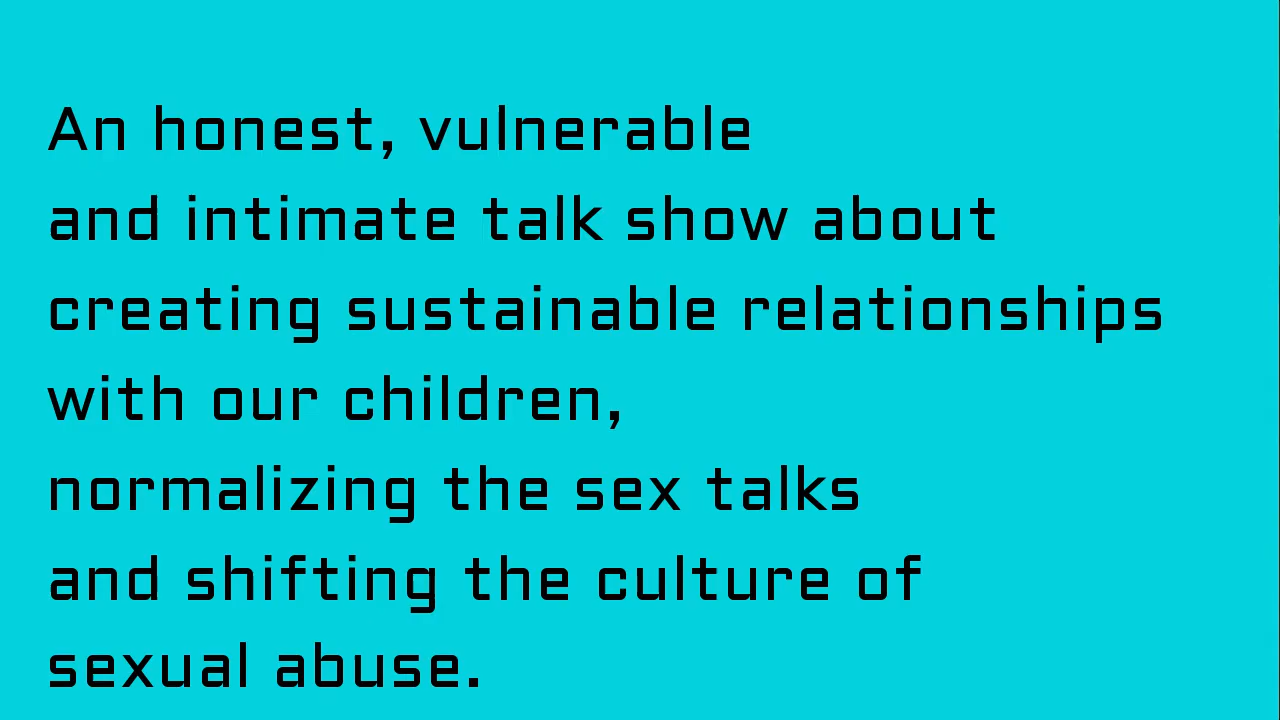 An honest, vulnerable
and intimate talk show about
creating sustainable relationships
with our children,
normalizing the sex talks
and shifting the culture of
sexual abuse.